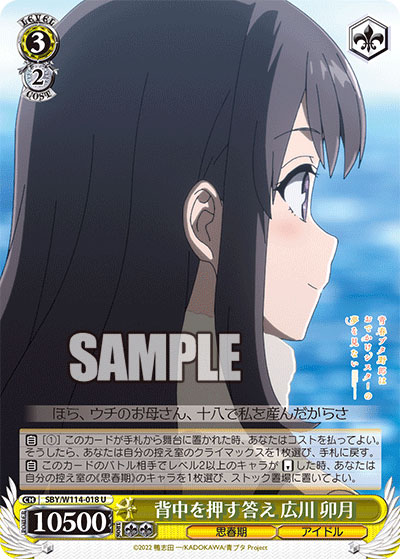 LEVEL
3
2
COST
青春ブタ野郎は
おでかけシスターの
夢を見ない
SAMPLE
ほら、ウチのお母さん、十八で私を産んだからさ
【自】［①］このカードが手札から舞台に置かれた時、あなたはコストを払ってよい。
そうしたら、あなたは自分の控え室のクライマックスを1枚選び、手札に戻す。
【自】このカードのバトル相手でレベル2以上のキャラが［ ］した時、あなたは
自分の控え室の《思春期》のキャラを1枚選び、ストック置場に置いてよい。
CH SBY/W114-018 U
10500
背中を押す答え 広川 卯月
思春期
アイドル
©2022 鴨志田 一/KADOKAWA/青ブタ Project